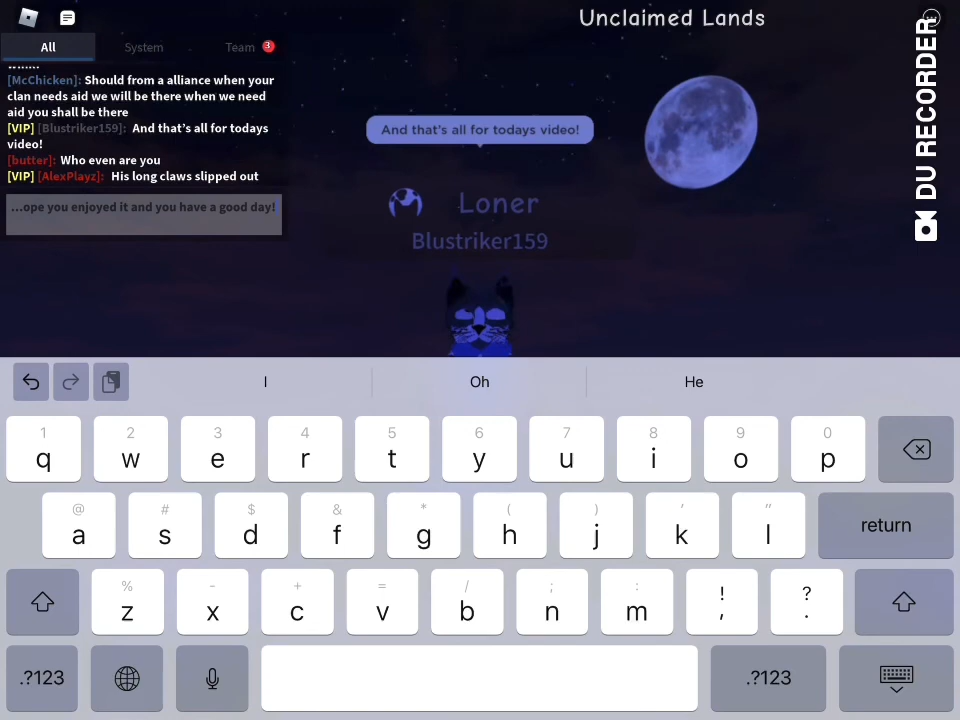 Unclaimed Lands
All System Team 3
[McChicken]: Should from a alliance when your
clan needs aid we will be there when we need
aid you shall be there
[VIP] [Blustriker159]: And that's all for todays
video!
[butter]: Who even are you
[VIP] [AlexPlayz]: His long claws slipped out
...ope you enjoyed it and you have a good day!
And that's all for todays video!
Loner
Blustriker159
DU RECORDER
I Oh He
1 2 3 4 5 6 7 8 9 0
q w e r t y u i o p
@ # $ & * ( ) ' "
a s d f g h j k l return
% - + = / ; : ! ?
z x c v b n m , .
.?123 .?123